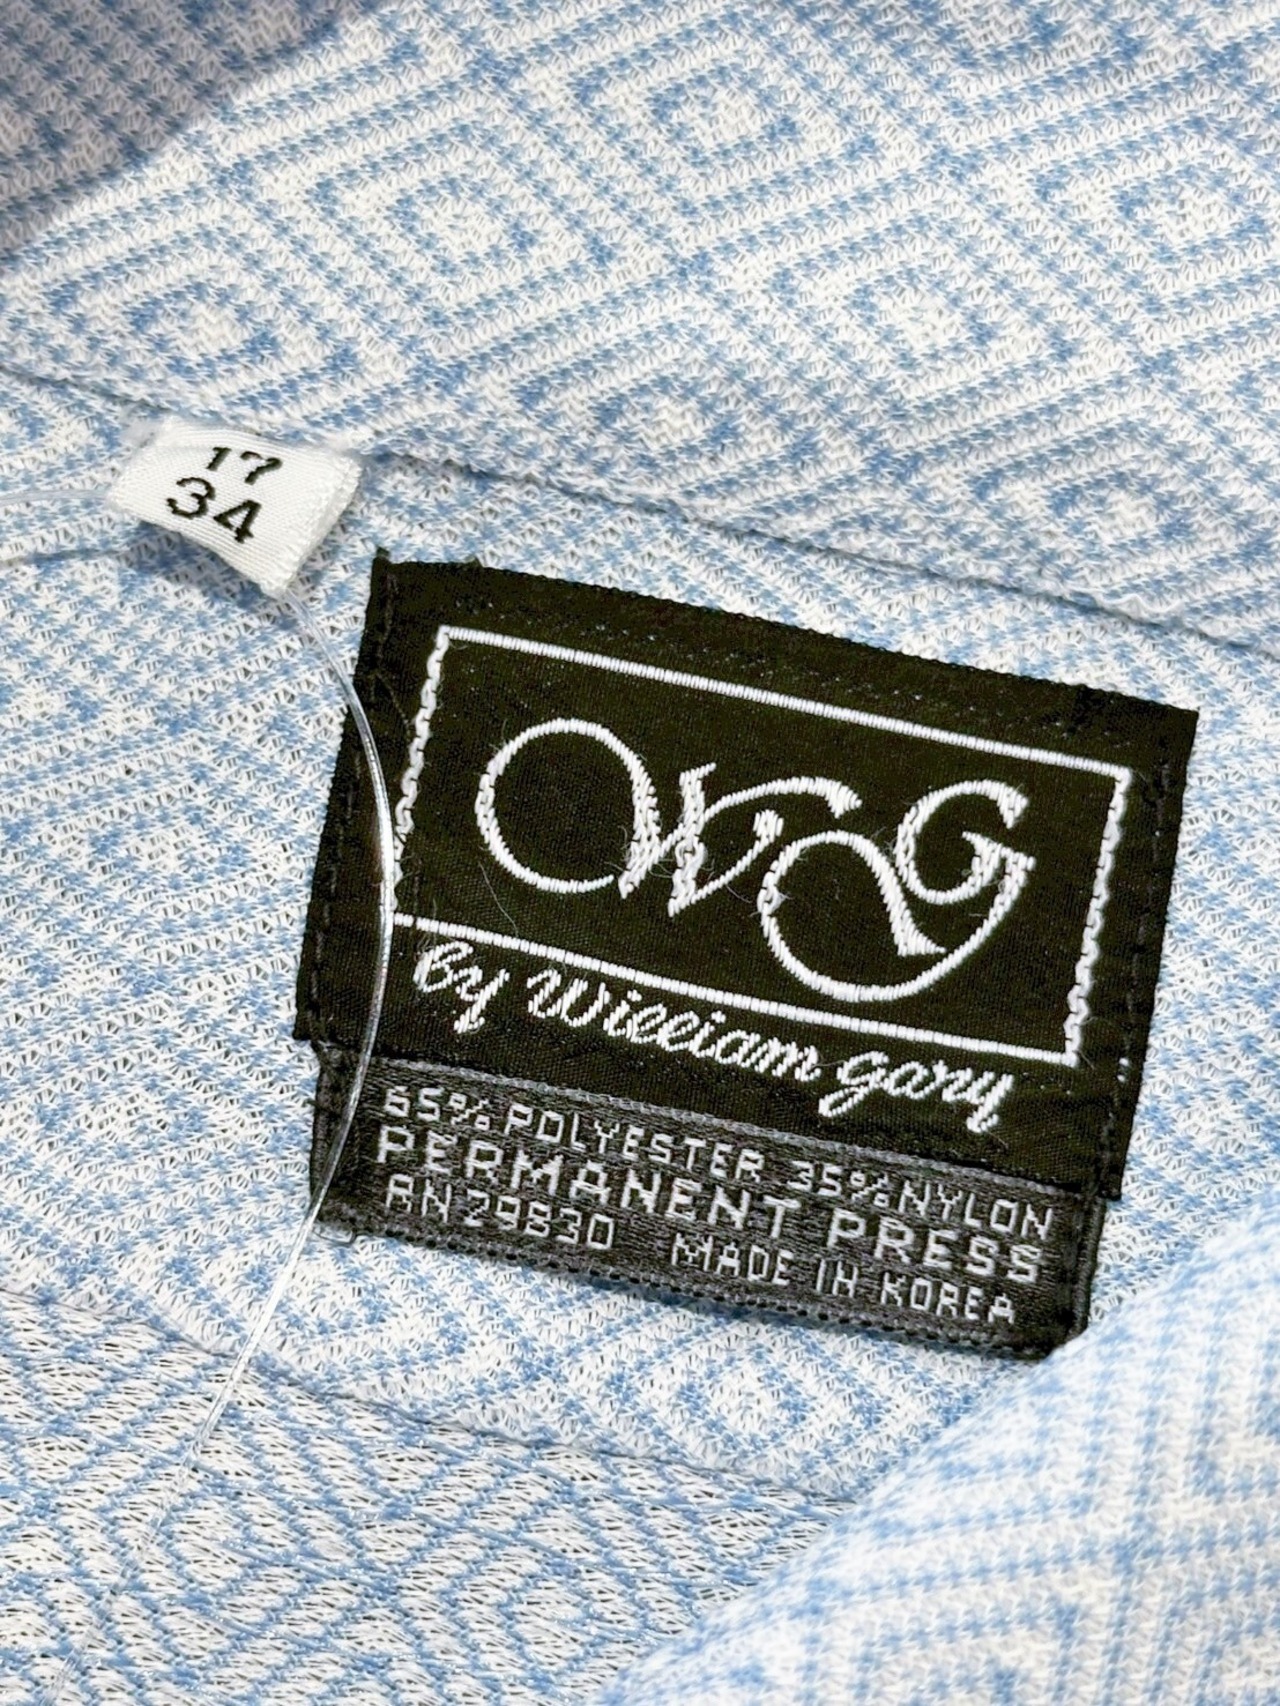 17
34
WG
By William Gary
65% POLYESTER 35% NYLON
PERMANENT PRESS
RN 29830 MADE IN KOREA